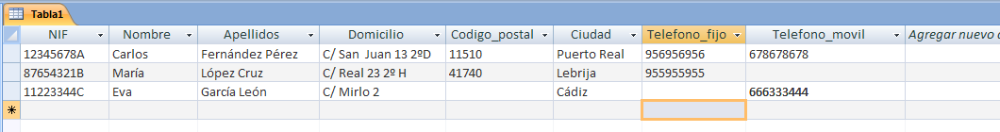 Tabla1
NIF Nombre Apellidos Domicilio Codigo_postal Ciudad Telefono_fijo Telefono_movil Agregar nuevo c
12345678A Carlos Fernández Pérez C/ San Juan 13 2ºD 11510 Puerto Real 956956956 678678678
87654321B María López Cruz C/ Real 23 2º H 41740 Lebrija 955955955
11223344C Eva García León C/ Mirlo 2 Cádiz 666333444